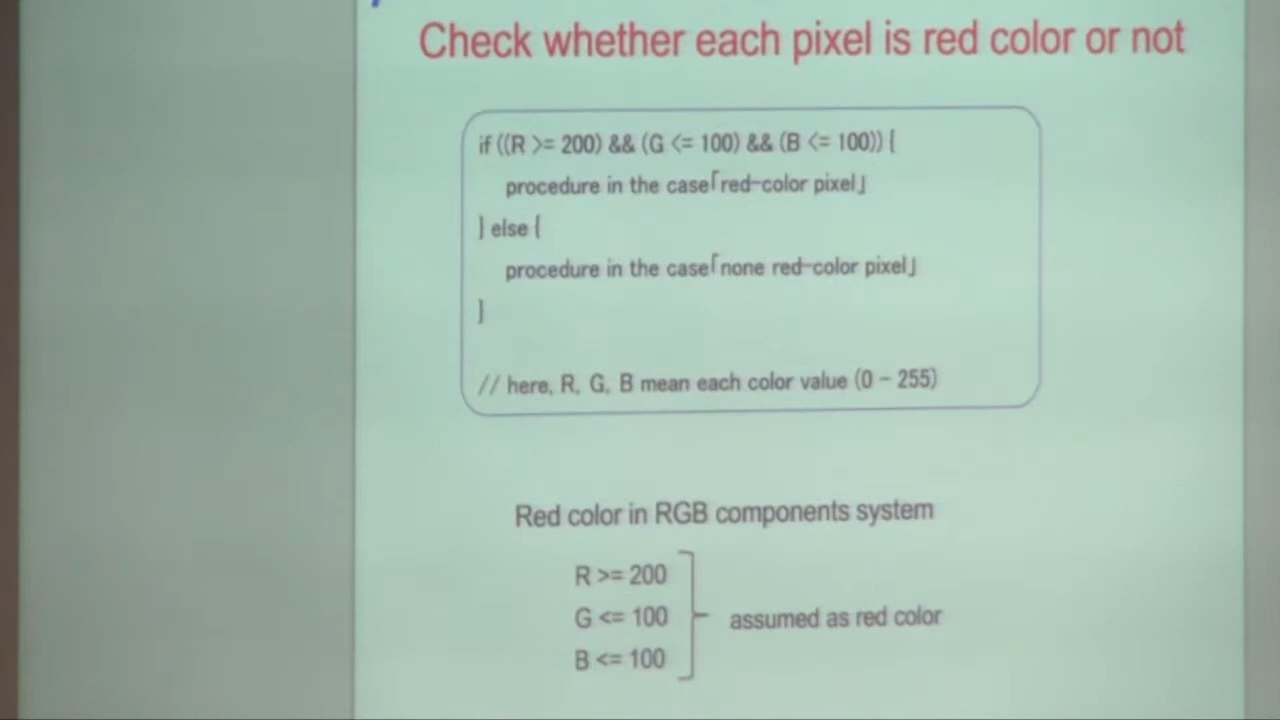 Check whether each pixel is red color or not
if ((R >= 200) && (G <= 100) && (B <= 100)) {
procedure in the case「red-color pixel」
} else {
procedure in the case「none red-color pixel」
}
// here, R, G, B mean each color value (0 - 255)
Red color in RGB components system
R >= 200
G <= 100
assumed as red color
B <= 100